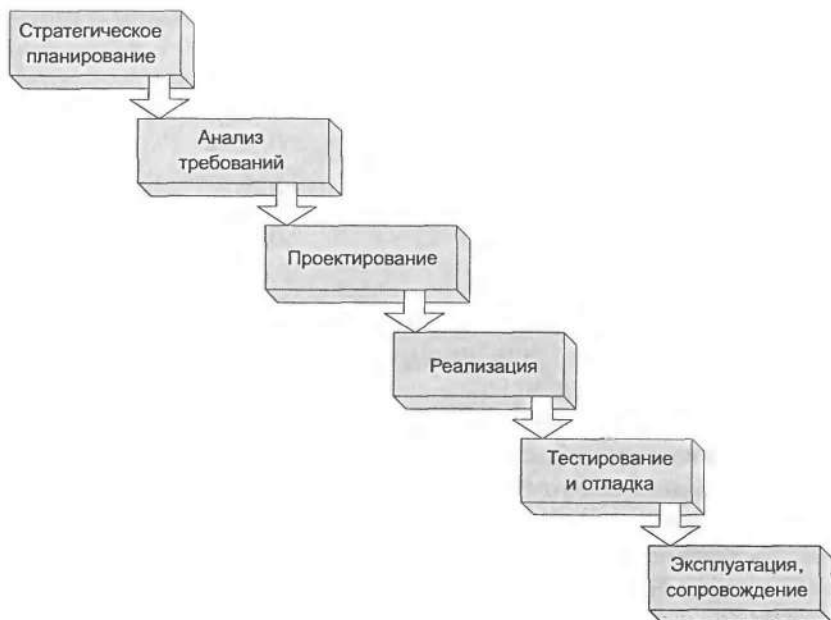 Стратегическое
планирование
Анализ
требований
Проектирование
Реализация
Тестирование
и отладка
Эксплуатация,
сопровождение